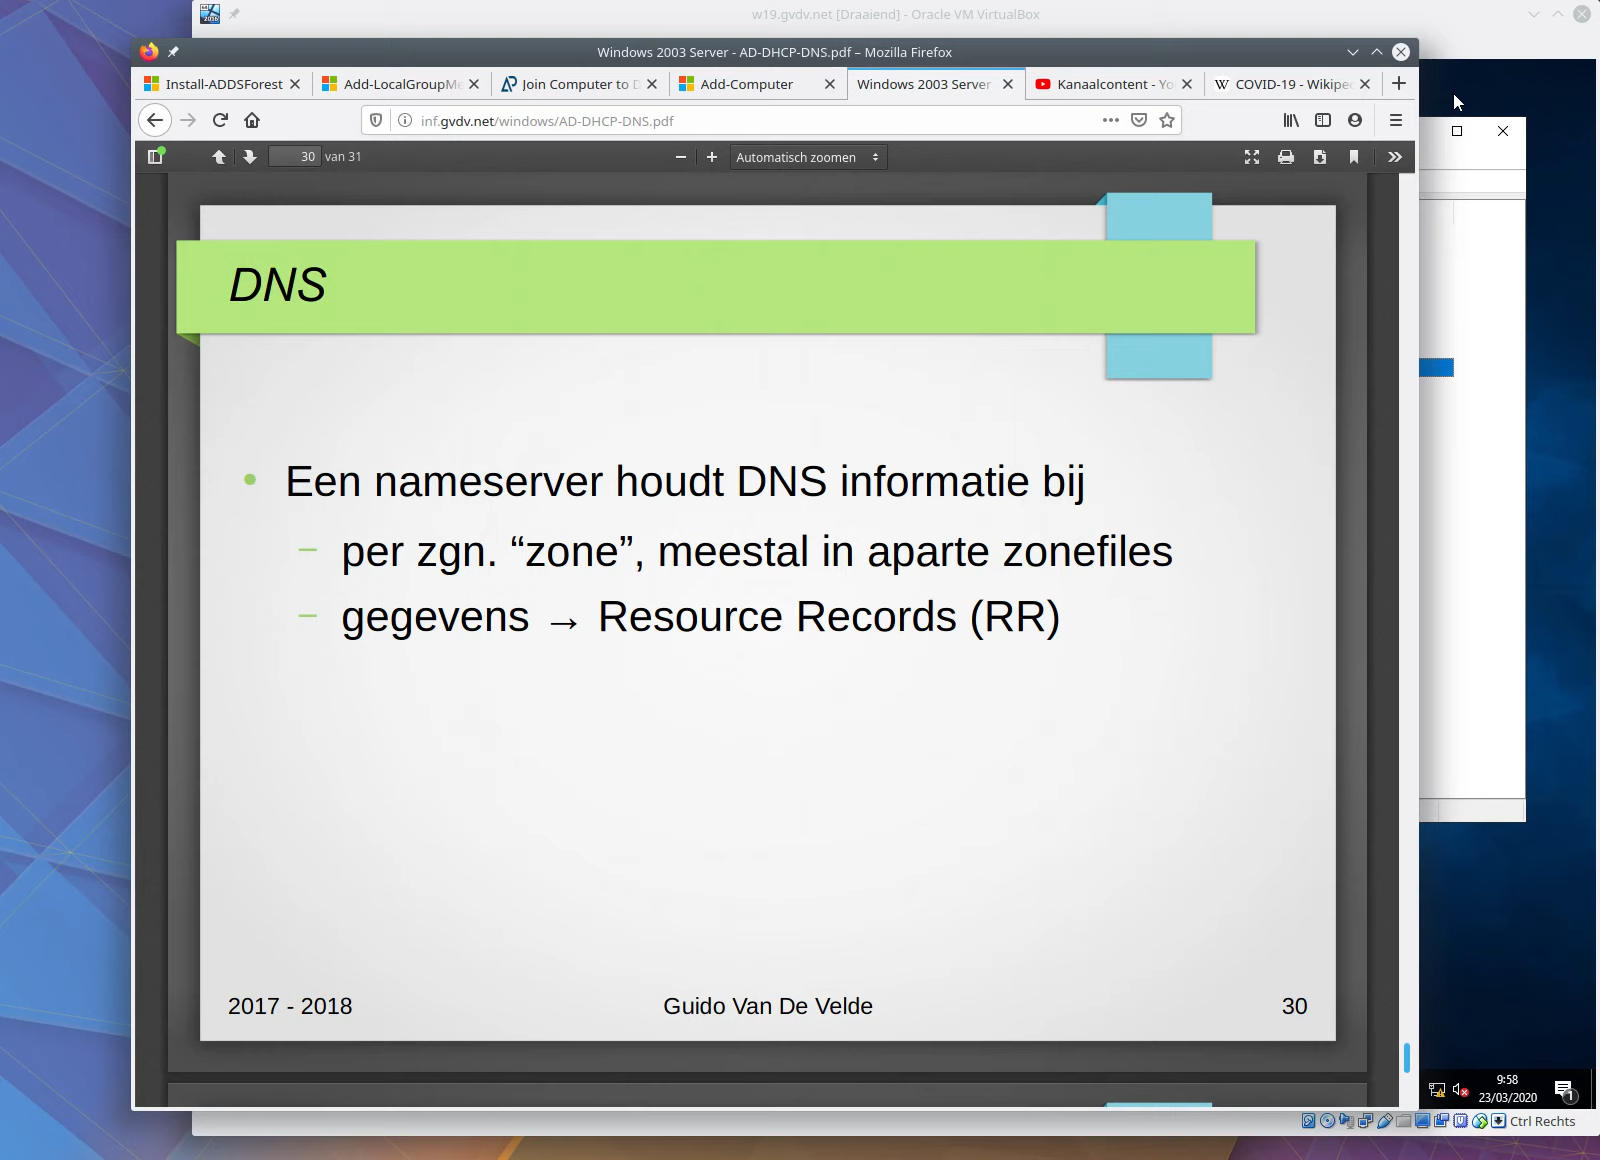 w19.gvdv.net [Draaiend] - Oracle VM VirtualBox
Windows 2003 Server - AD-DHCP-DNS.pdf – Mozilla Firefox
Install-ADDSForest
Add-LocalGroupMe
Join Computer to D
Add-Computer
Windows 2003 Server
Kanaalcontent - Yo
COVID-19 - Wikipec
inf.gvdv.net/windows/AD-DHCP-DNS.pdf
30 van 31
Automatisch zoomen
DNS
• Een nameserver houdt DNS informatie bij
– per zgn. “zone”, meestal in aparte zonefiles
– gegevens → Resource Records (RR)
2017 - 2018
Guido Van De Velde
30
9:58
23/03/2020
1
Ctrl Rechts